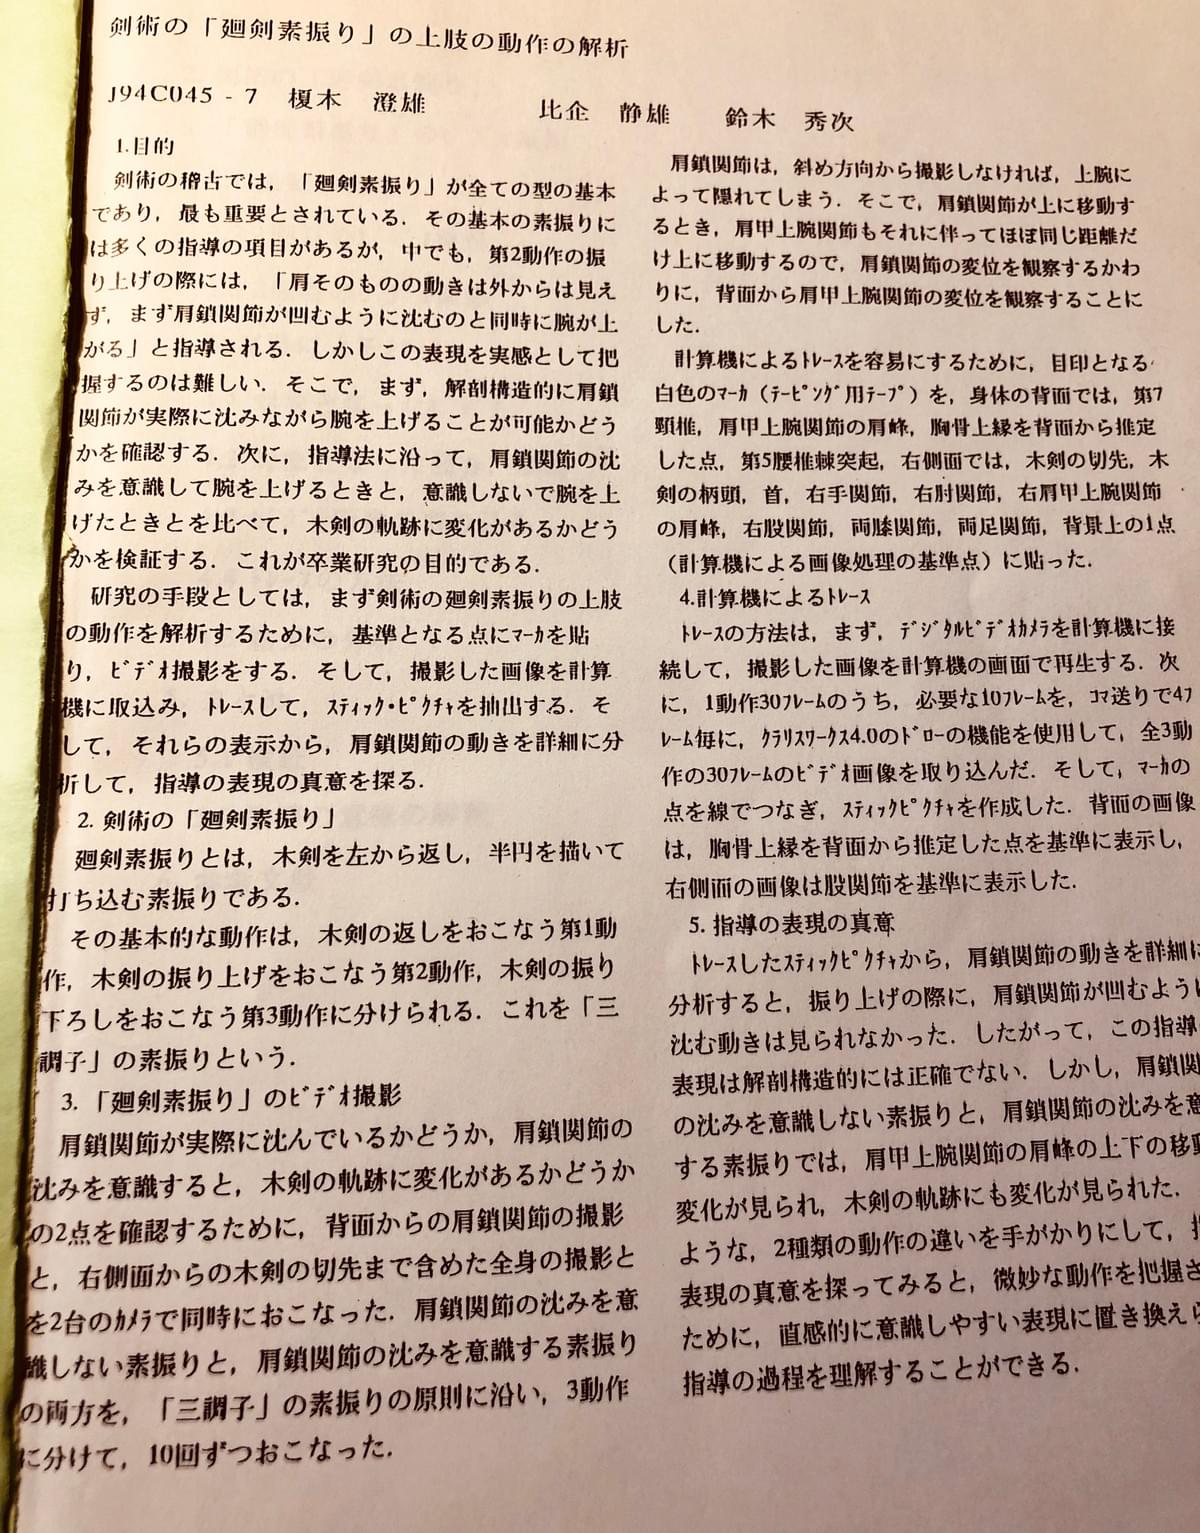 剣術の「廻剣素振り」の上肢の動作の解析
J94C045 - 7 榎木 澄雄 比企 静雄 鈴木 秀次
1.目的
剣術の稽古では，「廻剣素振り」が全ての型の基本
であり，最も重要とされている．その基本の素振りに
は多くの指導の項目があるが，中でも，第2動作の振
り上げの際には，「肩そのものの動きは外からは見え
ず，まず肩鎖関節が凹むように沈むのと同時に腕が上
がる」と指導される．しかしこの表現を実感として把
握するのは難しい．そこで，まず，解剖構造的に肩鎖
関節が実際に沈みながら腕を上げることが可能かどう
かを確認する．次に，指導法に沿って，肩鎖関節の沈
みを意識して腕を上げるときと，意識しないで腕を上
げたときとを比べて，木剣の軌跡に変化があるかどう
かを検証する．これが卒業研究の目的である．
研究の手段としては，まず剣術の廻剣素振りの上肢
の動作を解析するために，基準となる点にﾏｰｶを貼
り，ﾋﾞﾃﾞｵ撮影をする．そして，撮影した画像を計算
機に取込み，ﾄﾚｰｽして，ｽﾃｨｯｸ･ﾋﾟｸﾁｬを抽出する．そ
して，それらの表示から，肩鎖関節の動きを詳細に分
析して，指導の表現の真意を探る．
2. 剣術の「廻剣素振り」
廻剣素振りとは，木剣を左から返し，半円を描いて
打ち込む素振りである．
その基本的な動作は，木剣の返しをおこなう第1動
作，木剣の振り上げをおこなう第2動作，木剣の振り
下ろしをおこなう第3動作に分けられる．これを「三
調子」の素振りという．
3. 「廻剣素振り」のﾋﾞﾃﾞｵ撮影
肩鎖関節が実際に沈んでいるかどうか，肩鎖関節の
沈みを意識すると，木剣の軌跡に変化があるかどうか
の2点を確認するために，背面からの肩鎖関節の撮影
と，右側面からの木剣の切先まで含めた全身の撮影と
を2台のｶﾒﾗで同時におこなった．肩鎖関節の沈みを意
識しない素振りと，肩鎖関節の沈みを意識する素振り
の両方を，「三調子」の素振りの原則に沿い，3動作
に分けて，10回ずつおこなった．
肩鎖関節は，斜め方向から撮影しなければ，上腕に
よって隠れてしまう．そこで，肩鎖関節が上に移動す
るとき，肩甲上腕関節もそれに伴ってほぼ同じ距離だ
け上に移動するので，肩鎖関節の変位を観察するかわ
りに，背面から肩甲上腕関節の変位を観察することに
した．
計算機によるﾄﾚｰｽを容易にするために，目印となる
白色のﾏｰｶ（ﾃｰﾋﾟﾝｸﾞ用ﾃｰﾌﾟ）を，身体の背面では，第7
頸椎，肩甲上腕関節の肩峰，胸骨上縁を背面から推定
した点，第5腰椎棘突起，右側面では，木剣の切先，木
剣の柄頭，首，右手関節，右肘関節，右肩甲上腕関節
の肩峰，右股関節，両膝関節，両足関節，背景上の1点
（計算機による画像処理の基準点）に貼った．
4.計算機によるﾄﾚｰｽ
ﾄﾚｰｽの方法は，まず，ﾃﾞｼﾞﾀﾙﾋﾞﾃﾞｵｶﾒﾗを計算機に接
続して，撮影した画像を計算機の画面で再生する．次
に，1動作30ﾌﾚｰﾑのうち，必要な10ﾌﾚｰﾑを，ｺﾏ送りで4ﾌ
ﾚｰﾑ毎に，ｸﾗﾘｽﾜｰｸｽ4.0のﾄﾞﾛｰの機能を使用して，全3動
作の30ﾌﾚｰﾑのﾋﾞﾃﾞｵ画像を取り込んだ．そして，ﾏｰｶの
点を線でつなぎ，ｽﾃｨｯｸﾋﾟｸﾁｬを作成した．背面の画像
は，胸骨上縁を背面から推定した点を基準に表示し，
右側面の画像は股関節を基準に表示した．
5. 指導の表現の真意
ﾄﾚｰｽしたｽﾃｨｯｸﾋﾟｸﾁｬから，肩鎖関節の動きを詳細に
分析すると，振り上げの際に，肩鎖関節が凹むように
沈む動きは見られなかった．したがって，この指導
表現は解剖構造的には正確でない．しかし，肩鎖関
の沈みを意識しない素振りと，肩鎖関節の沈みを意
する素振りでは，肩甲上腕関節の肩峰の上下の移動
変化が見られ，木剣の軌跡にも変化が見られた．
ような，2種類の動作の違いを手がかりにして，
表現の真意を探ってみると，微妙な動作を把握さ
ために，直感的に意識しやすい表現に置き換えら
指導の過程を理解することができる．